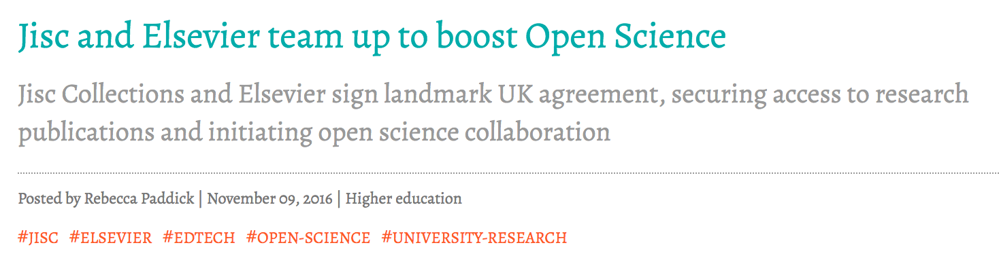 Jisc and Elsevier team up to boost Open Science
Jisc Collections and Elsevier sign landmark UK agreement, securing access to research
publications and initiating open science collaboration
Posted by Rebecca Paddick | November 09, 2016 | Higher education
#JISC #ELSEVIER #EDTECH #OPEN-SCIENCE #UNIVERSITY-RESEARCH